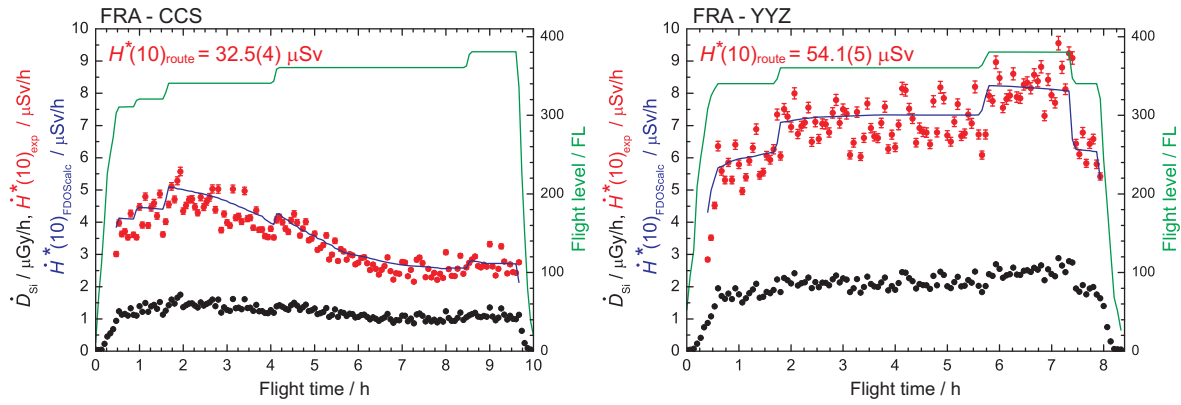 FRA - CCS
H*(10)route = 32.5(4) μSv
10
9
8
7
6
5
4
3
2
1
0
400
300
200
100
0
0 1 2 3 4 5 6 7 8 9 10
Flight time / h
ḊSi / μGy/h, Ḣ*(10)exp / μSv/h
Ḣ*(10)FDOScalc / μSv/h
Flight level / FL
FRA - YYZ
H*(10)route = 54.1(5) μSv
10
9
8
7
6
5
4
3
2
1
0
400
300
200
100
0
0 1 2 3 4 5 6 7 8
Flight time / h
ḊSi / μGy/h, Ḣ*(10)exp / μSv/h
Ḣ*(10)FDOScalc / μSv/h
Flight level / FL